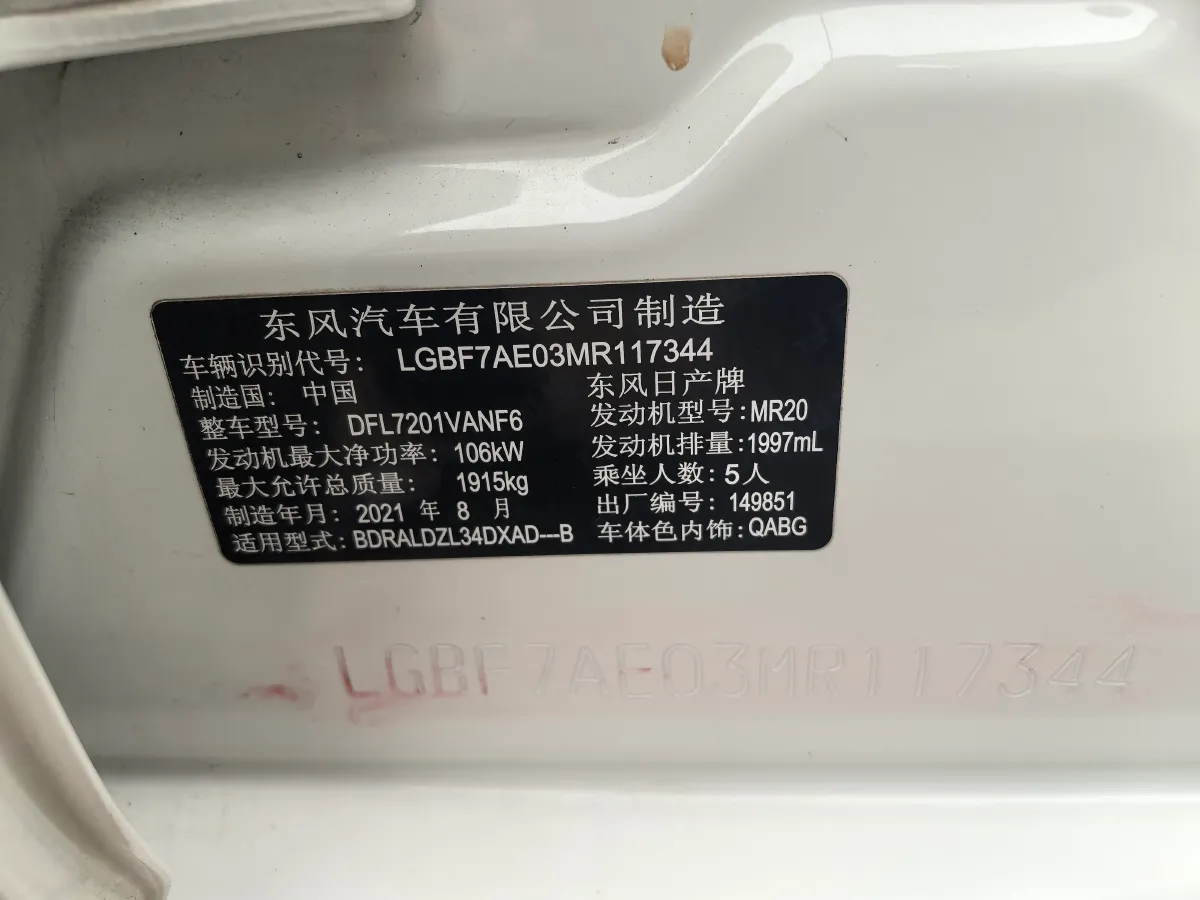 东风汽车有限公司制造
车辆识别代号: LGBF7AE03MR117344
制造国: 中国 东风日产牌
整车型号: DFL7201VANF6 发动机型号:MR20
发动机最大净功率: 106kW 发动机排量:1997mL
最大允许总质量: 1915kg 乘坐人数:5人
制造年月: 2021 年 8 月 出厂编号: 149851
适用型式: BDRALDZL34DXAD---B 车体色内饰:QABG
LGBF7AE03MR117344